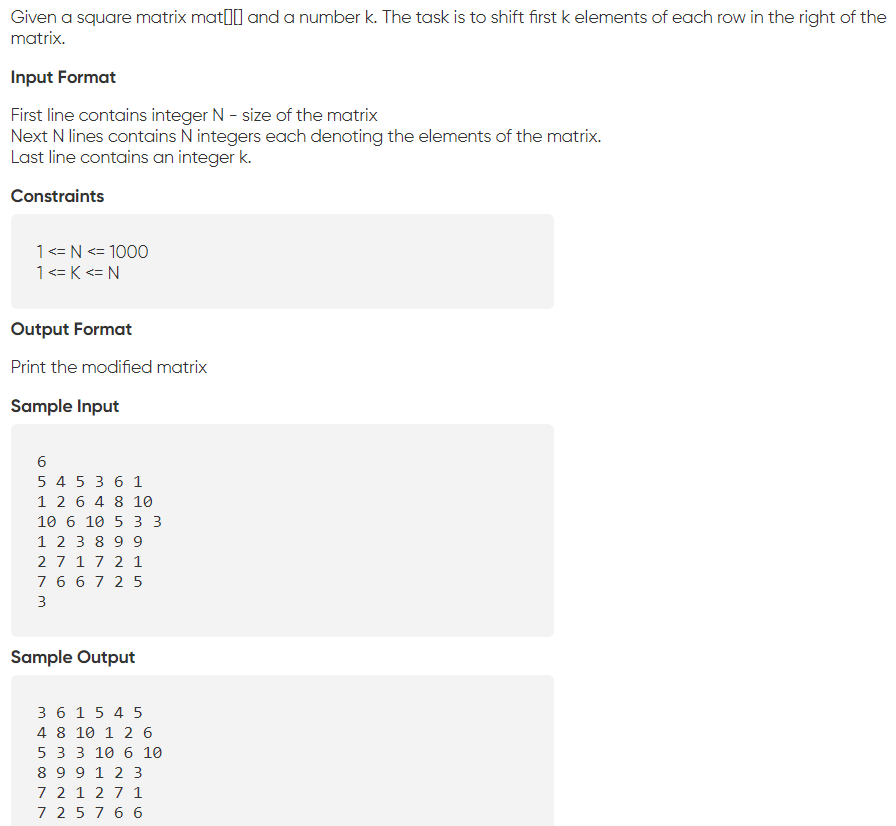 Given a square matrix mat[][] and a number k. The task is to shift first k elements of each row in the right of the
matrix.
Input Format
First line contains integer N - size of the matrix
Next N lines contains N integers each denoting the elements of the matrix.
Last line contains an integer k.
Constraints
1 <= N <= 1000
1 <= K <= N
Output Format
Print the modified matrix
Sample Input
6
5 4 5 3 6 1
1 2 6 4 8 10
10 6 10 5 3 3
1 2 3 8 9 9
2 7 1 7 2 1
7 6 6 7 2 5
3
Sample Output
3 6 1 5 4 5
4 8 10 1 2 6
5 3 3 10 6 10
8 9 9 1 2 3
7 2 1 2 7 1
7 2 5 7 6 6